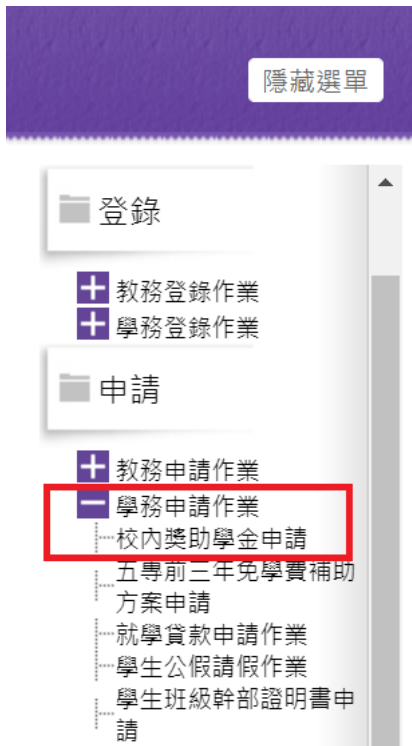 隱藏選單
登錄
教務登錄作業
學務登錄作業
申請
教務申請作業
學務申請作業
校內獎助學金申請
五專前三年免學費補助
方案申請
就學貸款申請作業
學生公假請假作業
學生班級幹部證明書申
請